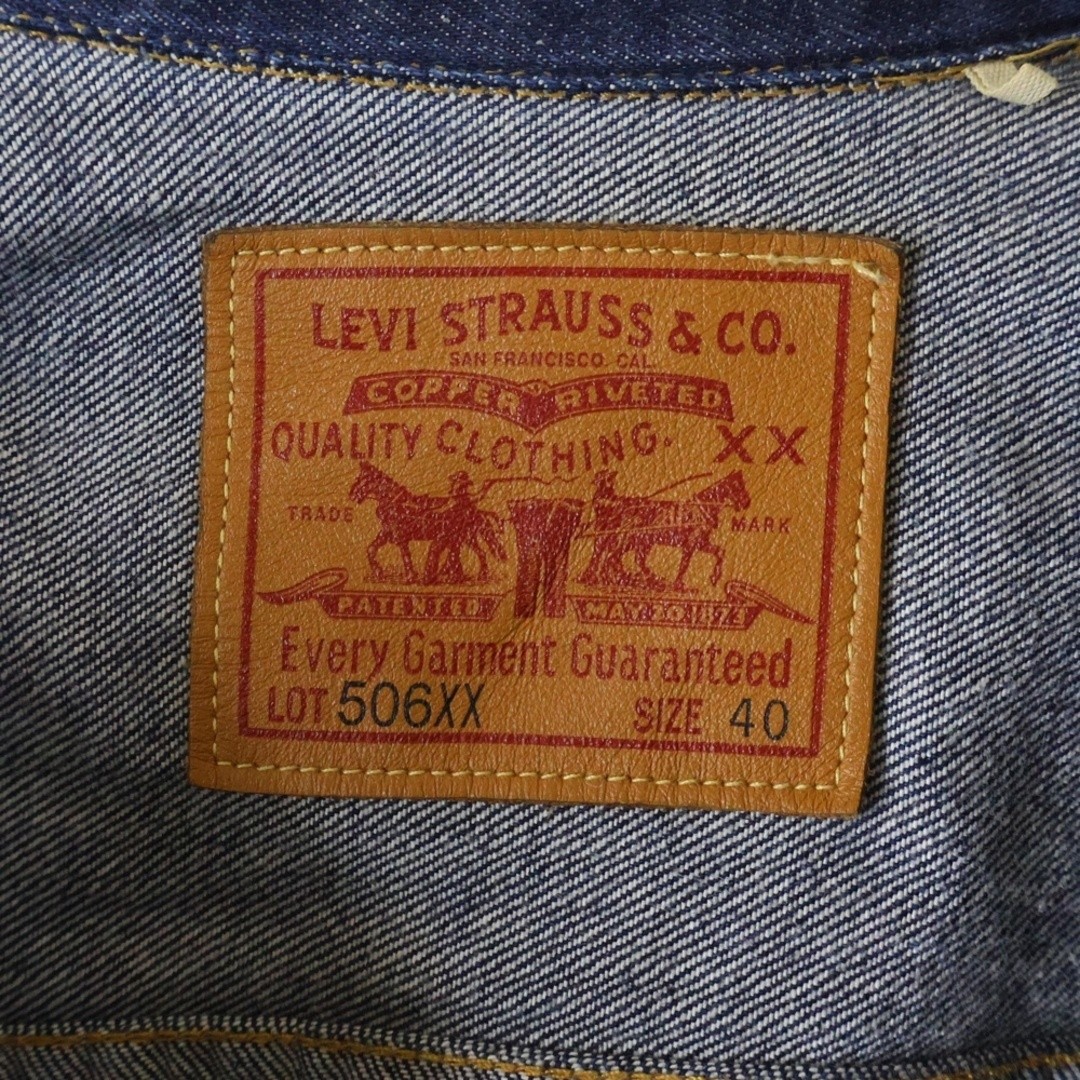 LEVI STRAUSS & CO.
SAN FRANCISCO, CAL.
COPPER RIVETED
QUALITY CLOTHING. XX
TRADE MARK
PATENTED MAY 20 1873
Every Garment Guaranteed
LOT 506XX SIZE 40